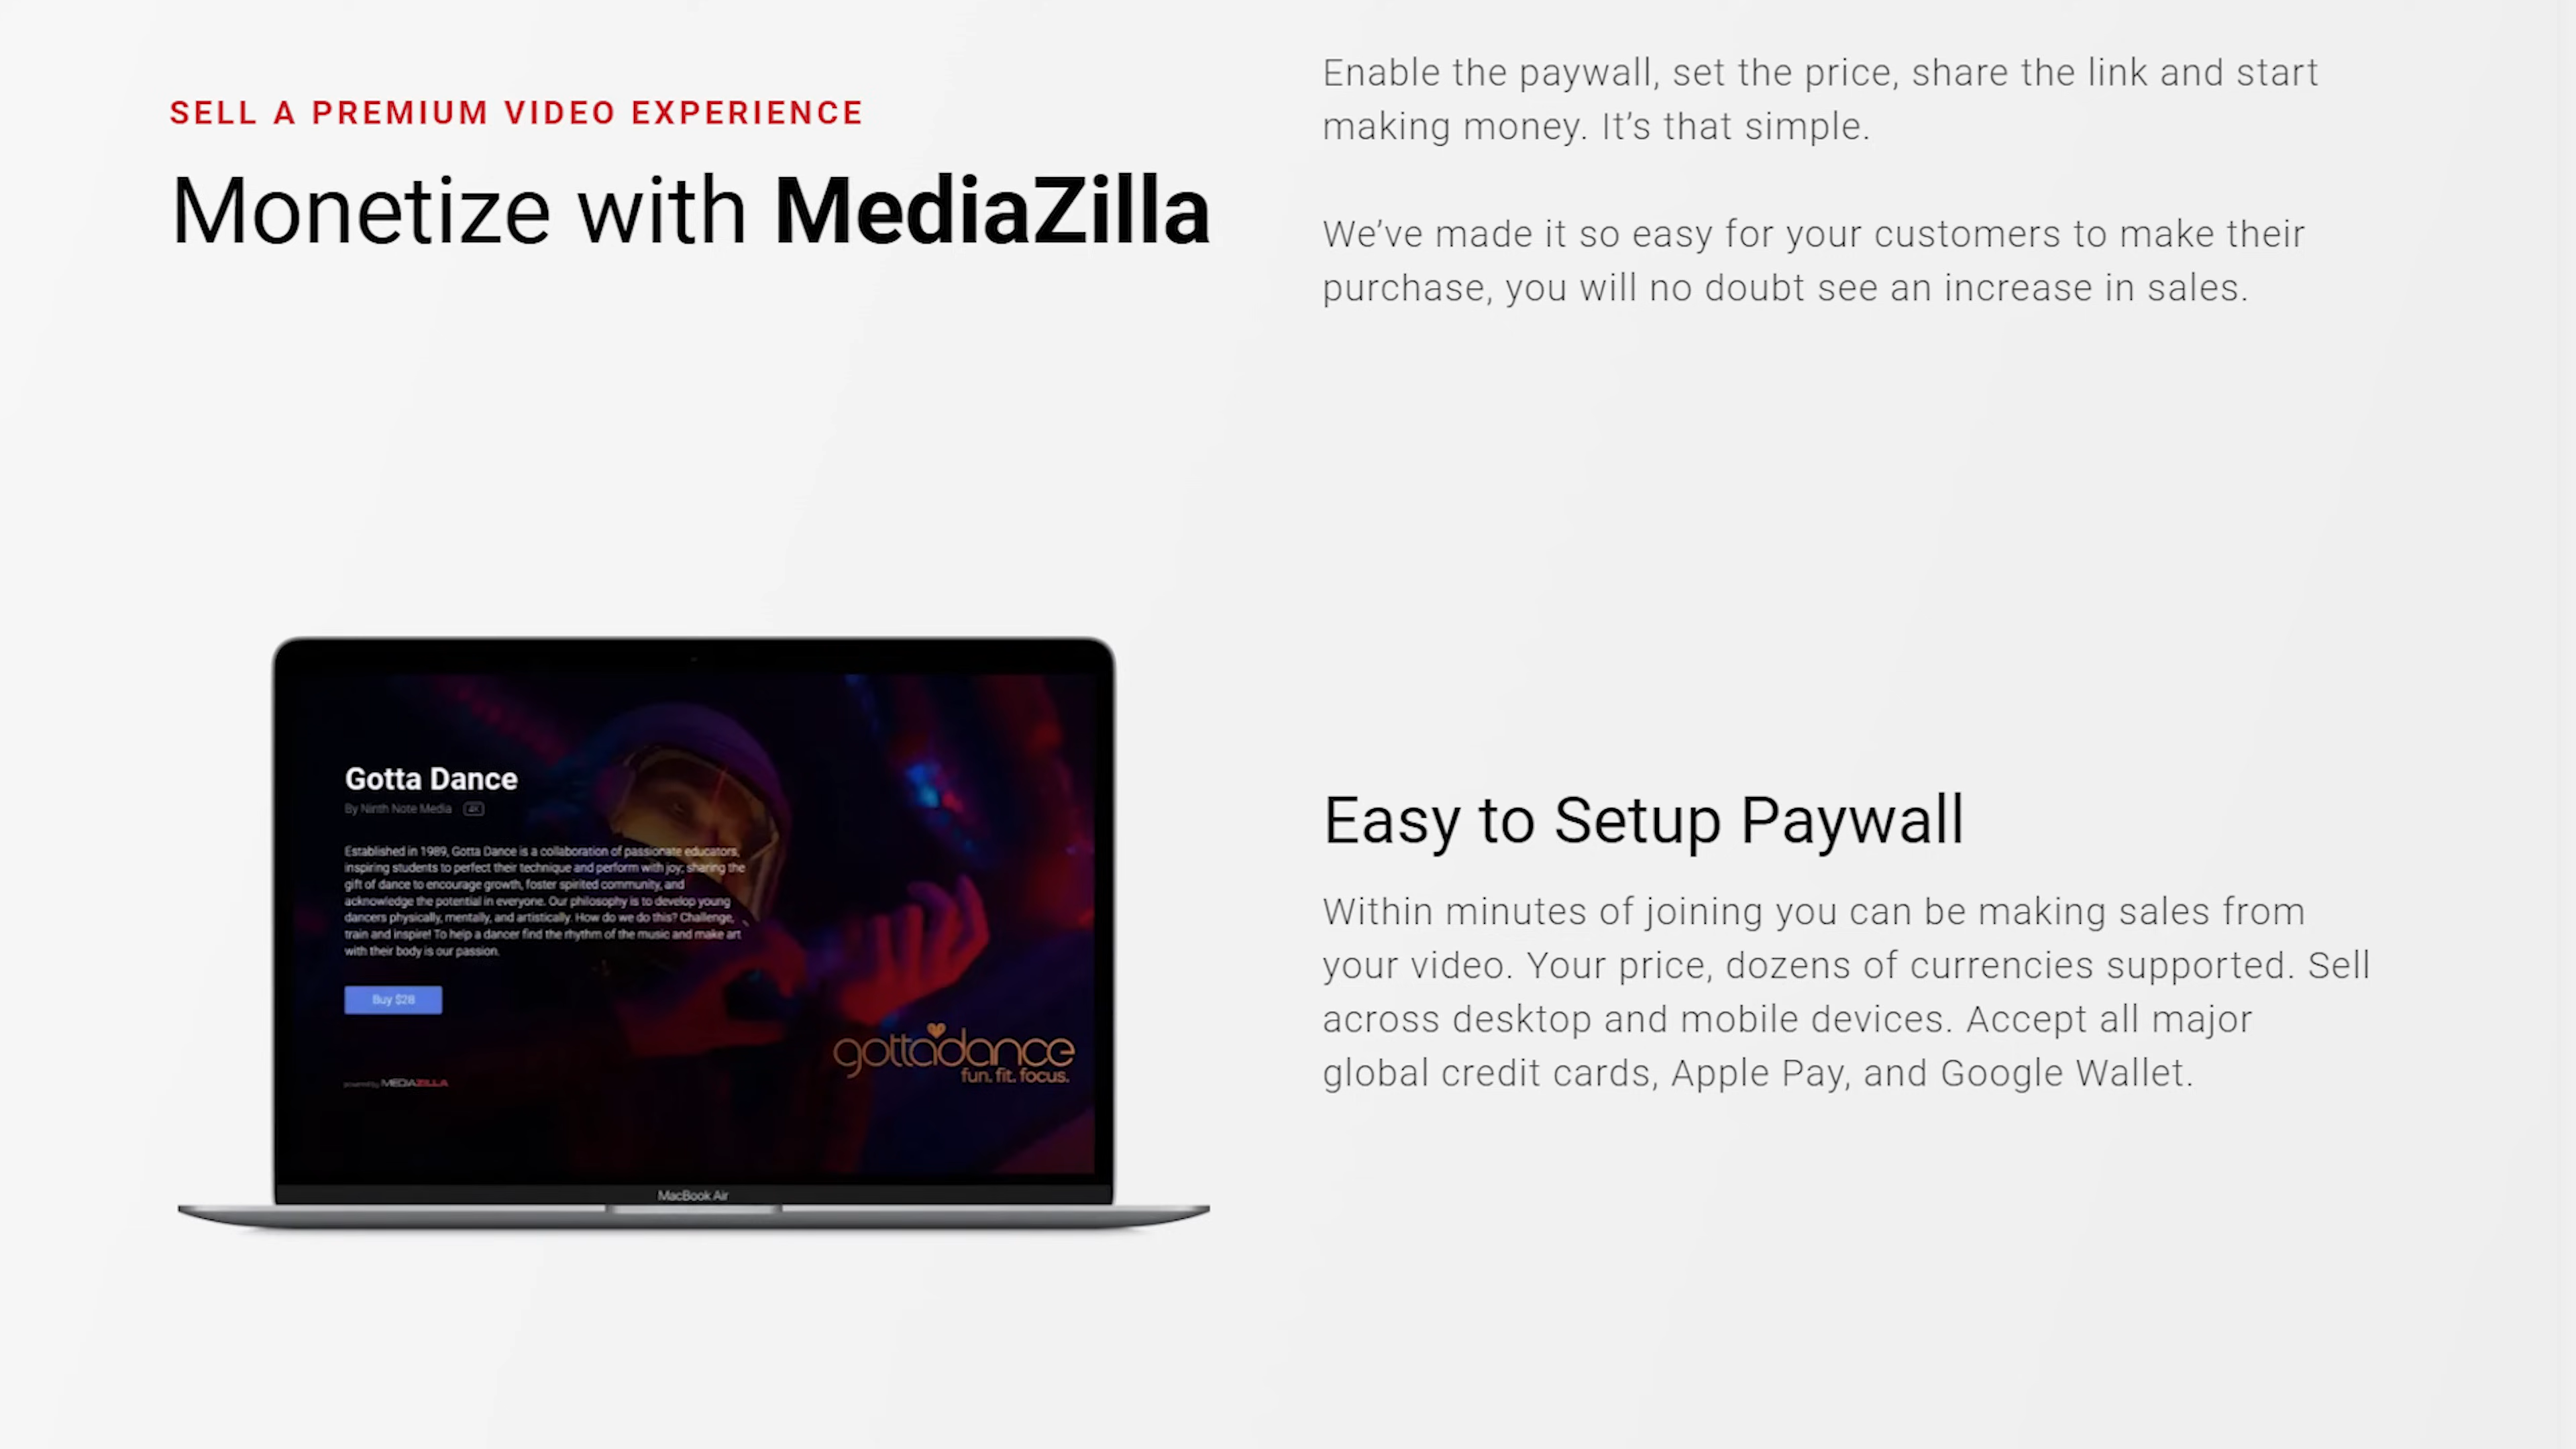 SELL A PREMIUM VIDEO EXPERIENCE
Monetize with MediaZilla
Enable the paywall, set the price, share the link and start
making money. It’s that simple.
We’ve made it so easy for your customers to make their
purchase, you will no doubt see an increase in sales.
Gotta Dance
By Ninth Note Media 4K
Established in 1989, Gotta Dance is a collaboration of passionate educators,
inspiring students to perfect their technique and perform with joy; sharing the
gift of dance to encourage growth, foster spirited community, and
acknowledge the potential in everyone. Our philosophy is to develop young
dancers physically, mentally, and artistically. How do we do this? Challenge,
train and inspire! To help a dancer find the rhythm of the music and make art
with their body is our passion.
Buy $28
powered by MEDIAZILLA
gottadance
fun. fit. focus.
MacBook Air
Easy to Setup Paywall
Within minutes of joining you can be making sales from
your video. Your price, dozens of currencies supported. Sell
across desktop and mobile devices. Accept all major
global credit cards, Apple Pay, and Google Wallet.